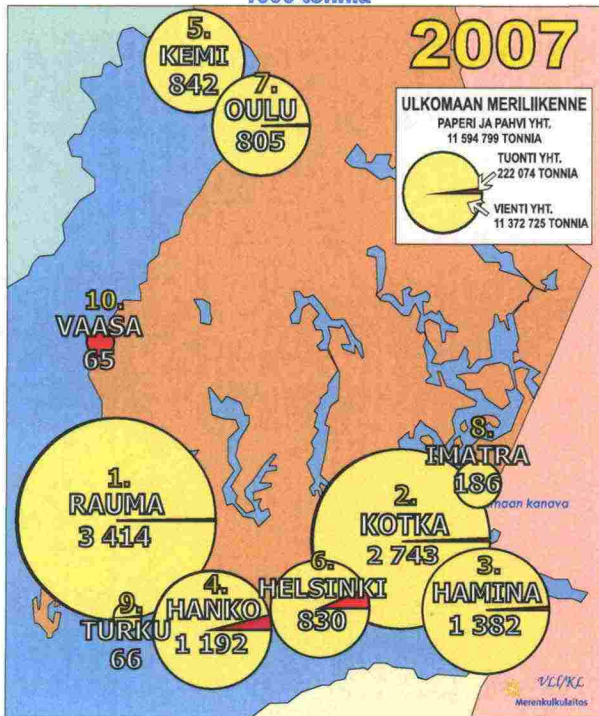 1000 tonnia
2007
5.
KEMI
842
7.
OULU
805
ULKOMAAN MERILIIKENNE
PAPERI JA PAHVI YHT.
11 594 799 TONNIA
TUONTI YHT.
222 074 TONNIA
VIENTI YHT.
11 372 725 TONNIA
10.
VAASA
65
8.
IMATRA
186
maan kanava
1.
RAUMA
3 414
2.
KOTKA
2 743
3.
HAMINA
1 382
6.
HELSINKI
830
4.
HANKO
1 192
9.
TURKU
66
VLI/KL
Merenkulkulaitos